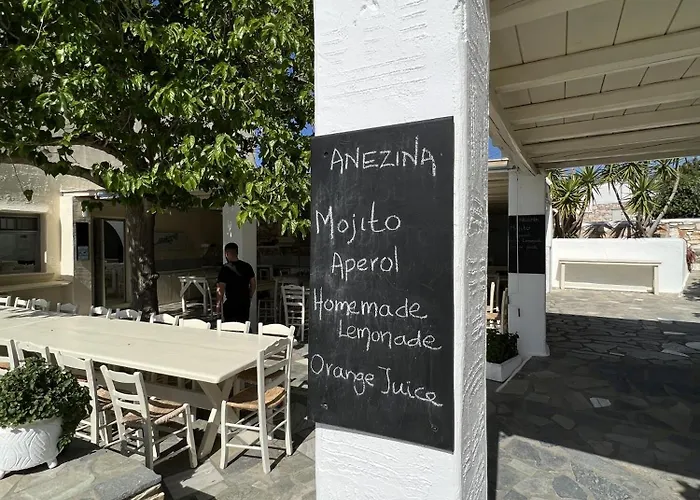 ANEZINA
Mojito
Aperol
Homemade
Lemonade
Orange Juice